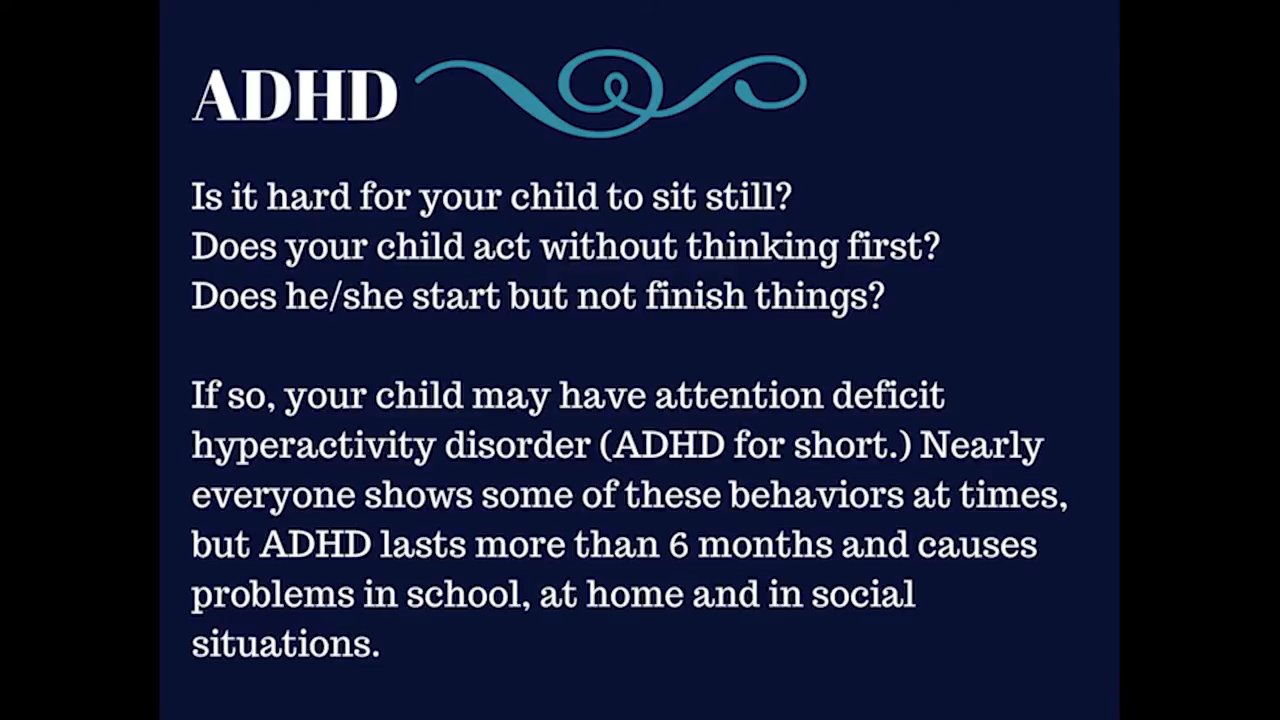 ADHD
Is it hard for your child to sit still?
Does your child act without thinking first?
Does he/she start but not finish things?
If so, your child may have attention deficit
hyperactivity disorder (ADHD for short.) Nearly
everyone shows some of these behaviors at times,
but ADHD lasts more than 6 months and causes
problems in school, at home and in social
situations.